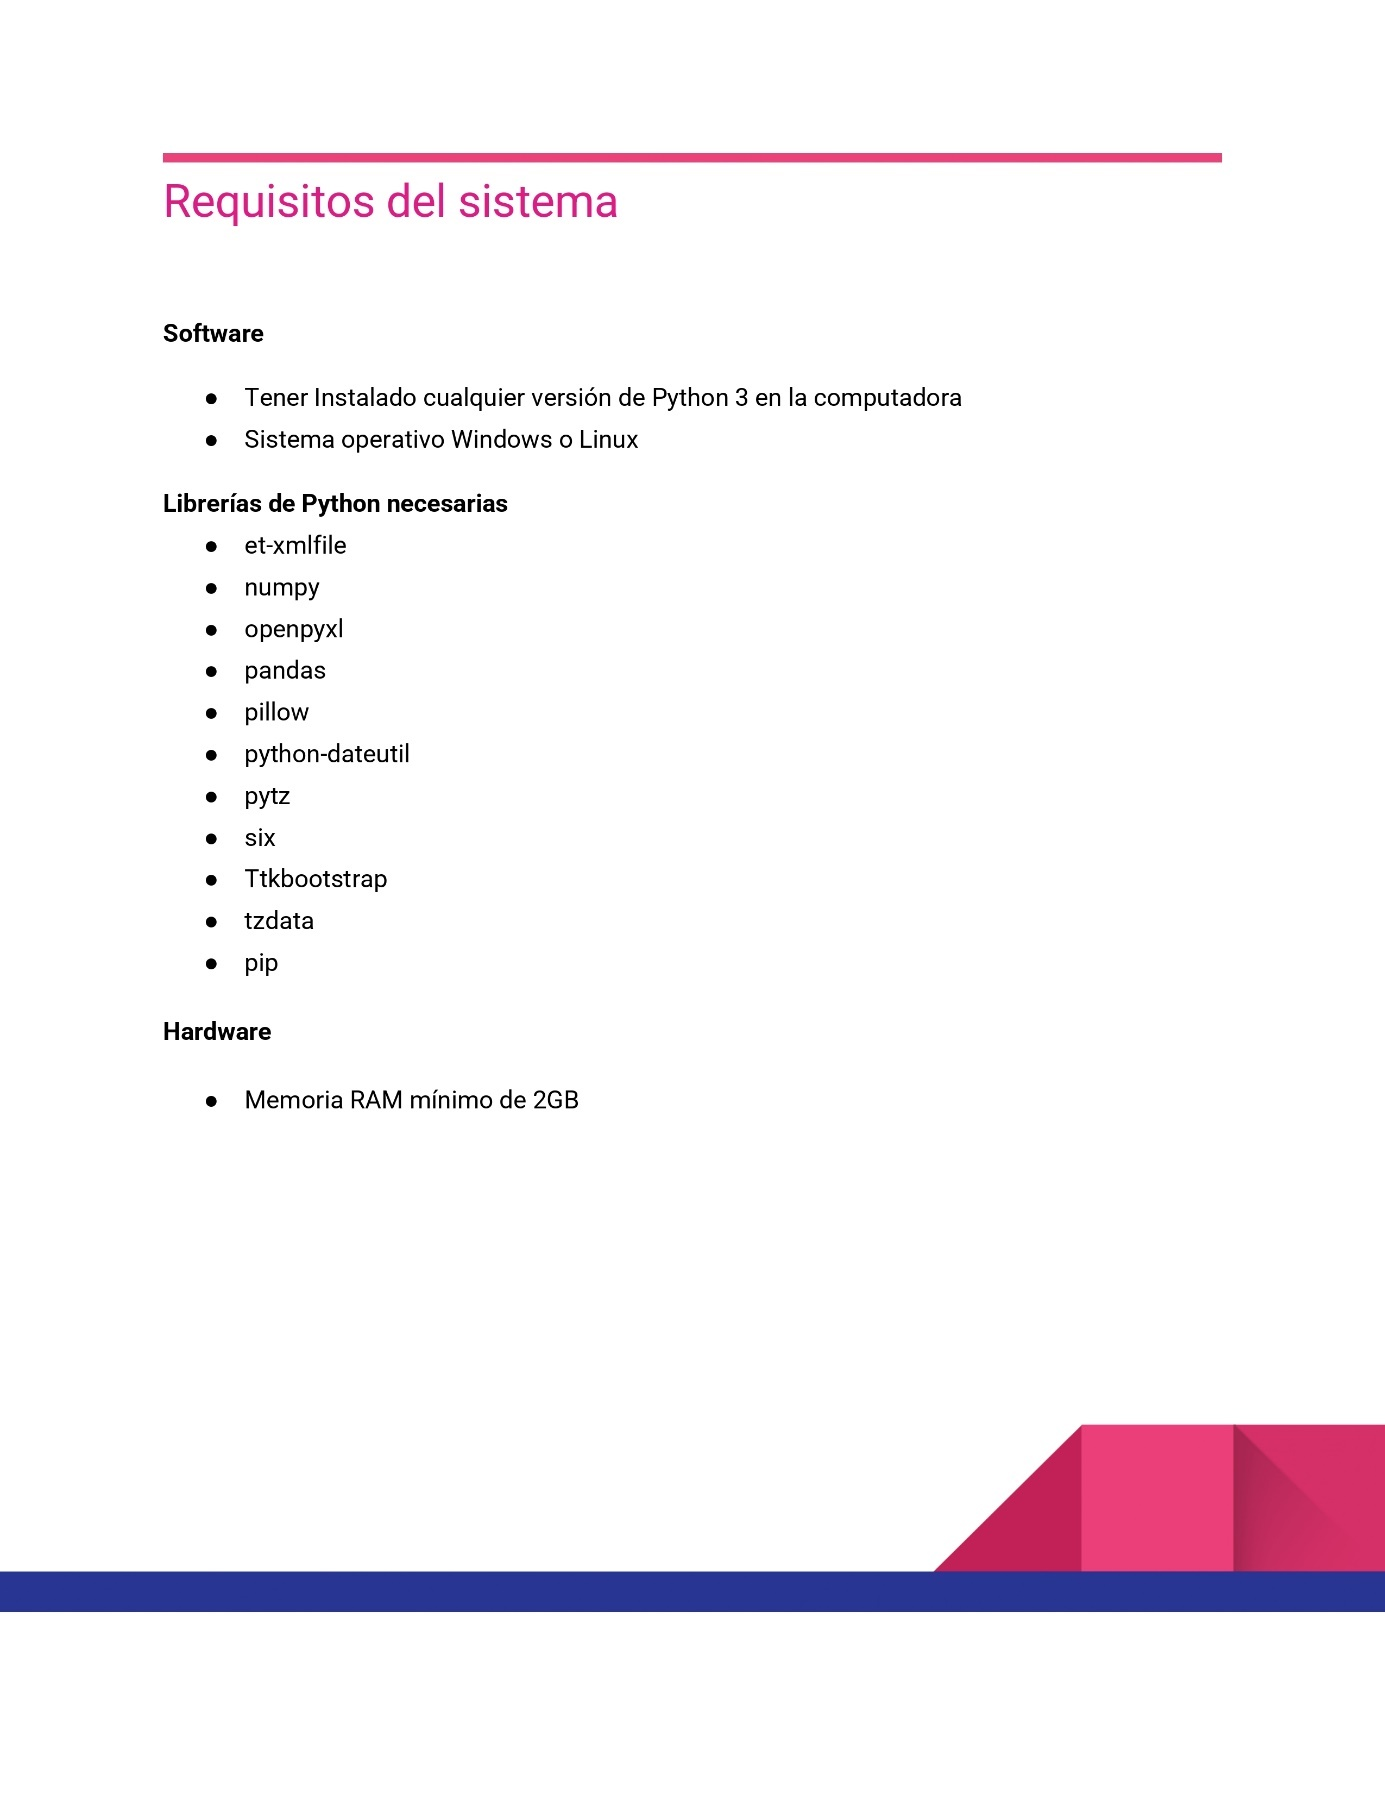 Requisitos del sistema
Software
● Tener Instalado cualquier versión de Python 3 en la computadora
● Sistema operativo Windows o Linux
Librerías de Python necesarias
● et-xmlfile
● numpy
● openpyxl
● pandas
● pillow
● python-dateutil
● pytz
● six
● Ttkbootstrap
● tzdata
● pip
Hardware
● Memoria RAM mínimo de 2GB